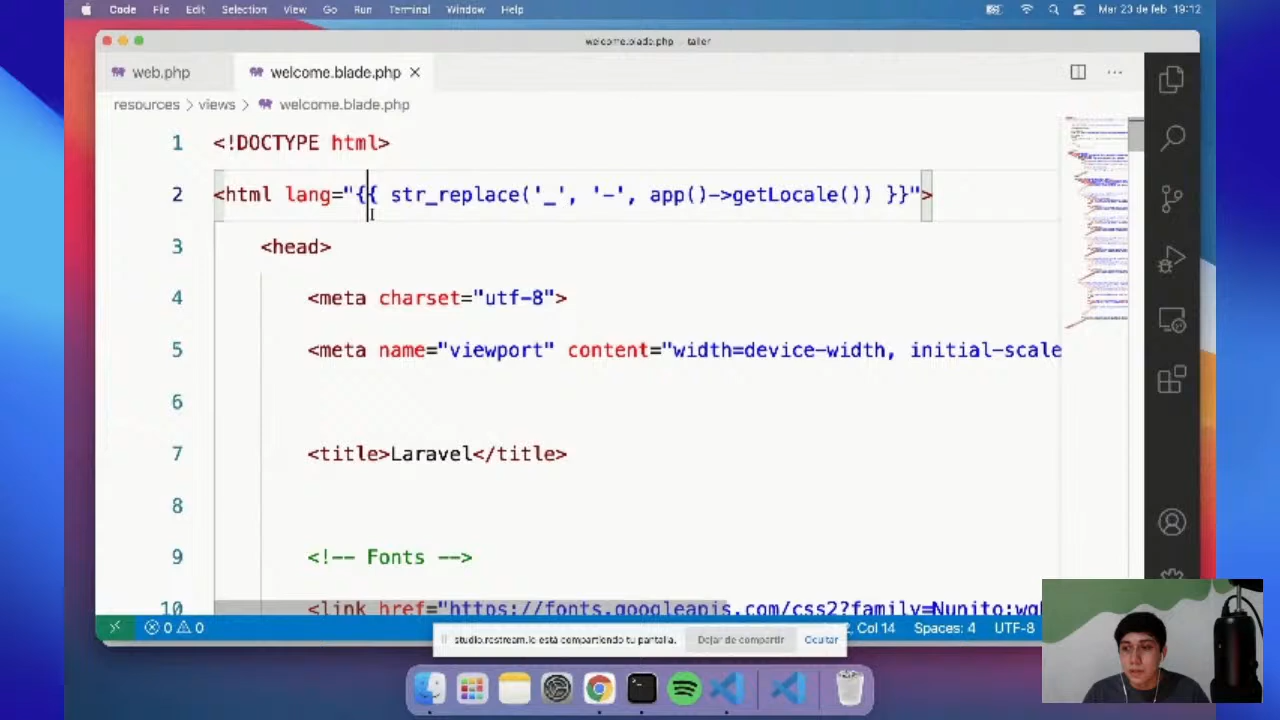 Code File Edit Selection View Go Run Terminal Window Help Mar 23 de feb 19:12
welcome.blade.php — taller
web.php welcome.blade.php
resources > views > welcome.blade.php
1 <!DOCTYPE html>
2 <html lang="{{ str_replace('_', '-', app()->getLocale()) }}">
3 <head>
4 <meta charset="utf-8">
5 <meta name="viewport" content="width=device-width, initial-scale
6
7 <title>Laravel</title>
8
9 <!-- Fonts -->
10 <link href="https://fonts.googleapis.com/css2?family=Nunito:wg
0 0 Col 14 Spaces: 4 UTF-8
studio.restream.io está compartiendo tu pantalla. Dejar de compartir Ocultar